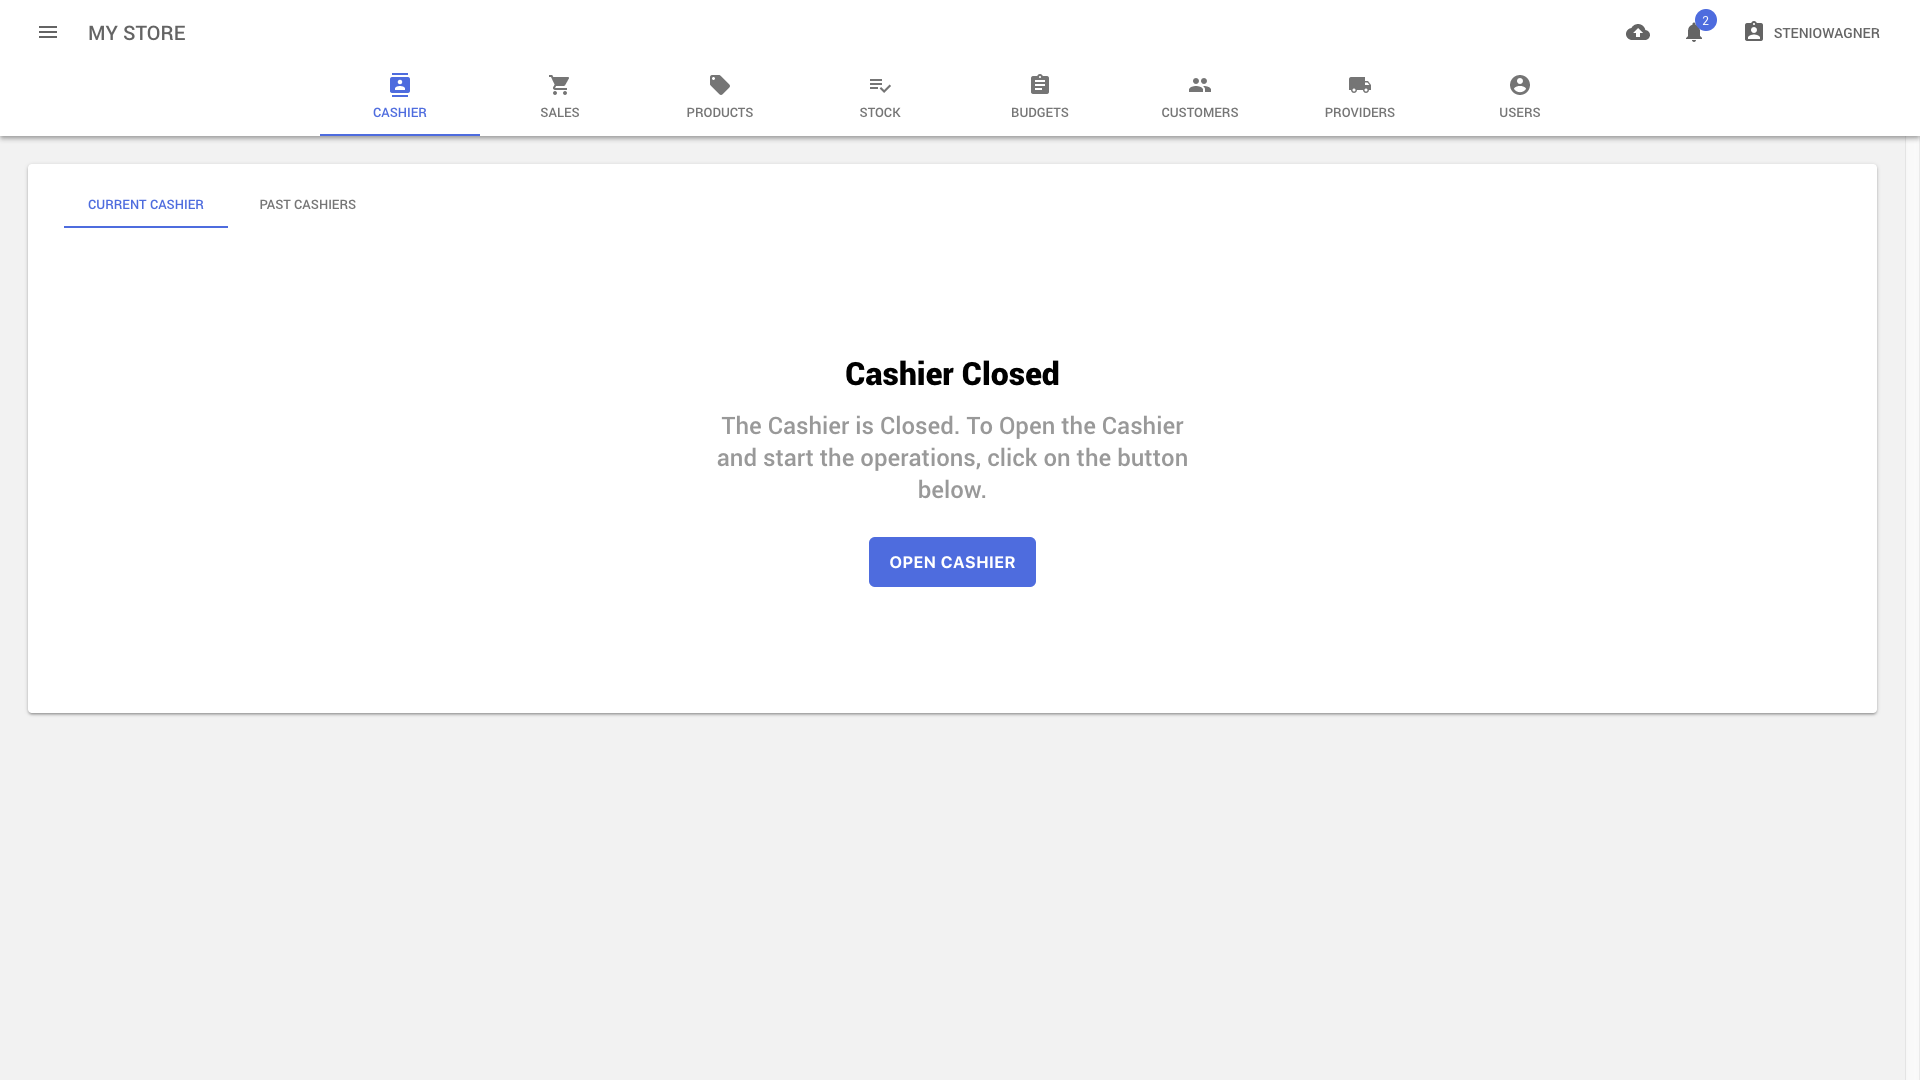 MY STORE
2
STENIOWAGNER
CASHIER
SALES
PRODUCTS
STOCK
BUDGETS
CUSTOMERS
PROVIDERS
USERS
CURRENT CASHIER
PAST CASHIERS
Cashier Closed
The Cashier is Closed. To Open the Cashier
and start the operations, click on the button
below.
OPEN CASHIER